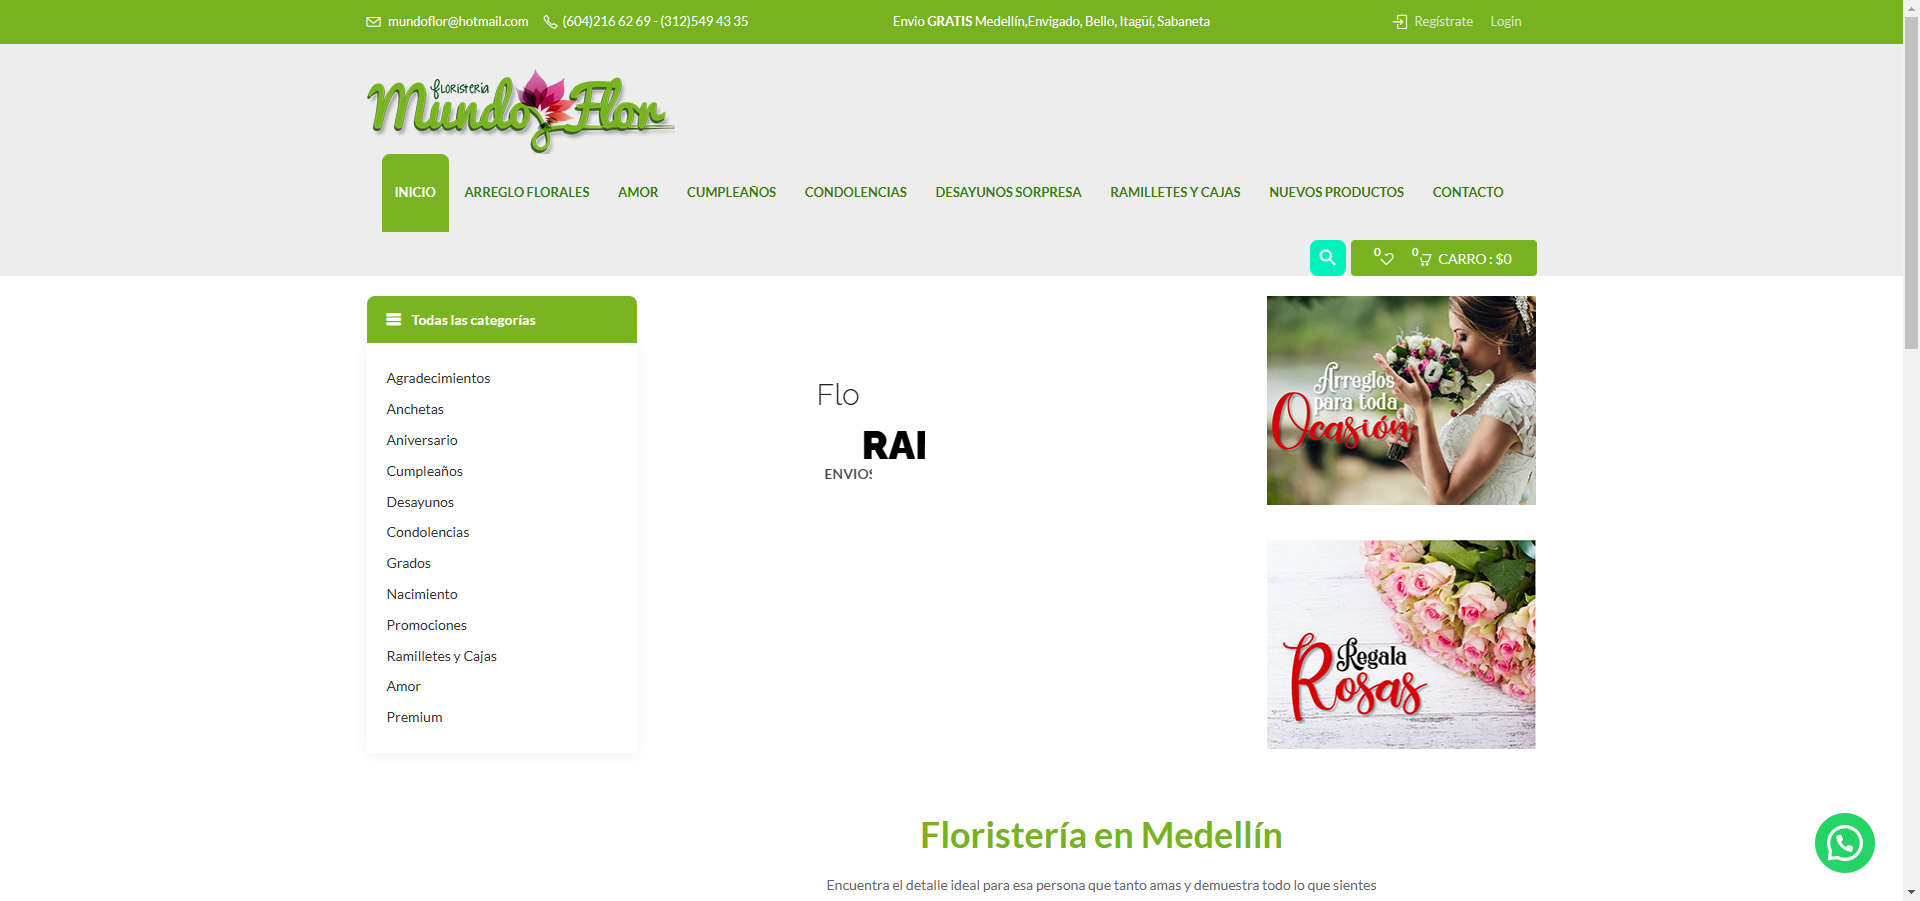 mundoflor@hotmail.com
(604)216 62 69 - (312)549 43 35
Envio GRATIS Medellín,Envigado, Bello, Itagüí, Sabaneta
Regístrate
Login
floristería
Mundo Flor
INICIO
ARREGLO FLORALES
AMOR
CUMPLEAÑOS
CONDOLENCIAS
DESAYUNOS SORPRESA
RAMILLETES Y CAJAS
NUEVOS PRODUCTOS
CONTACTO
0
0
CARRO : $0
Todas las categorías
Agradecimientos
Anchetas
Aniversario
Cumpleaños
Desayunos
Condolencias
Grados
Nacimiento
Promociones
Ramilletes y Cajas
Amor
Premium
Flo
RAI
ENVIOS
Arreglos
para toda
Ocasión
Regala
Rosas
Floristería en Medellín
Encuentra el detalle ideal para esa persona que tanto amas y demuestra todo lo que sientes